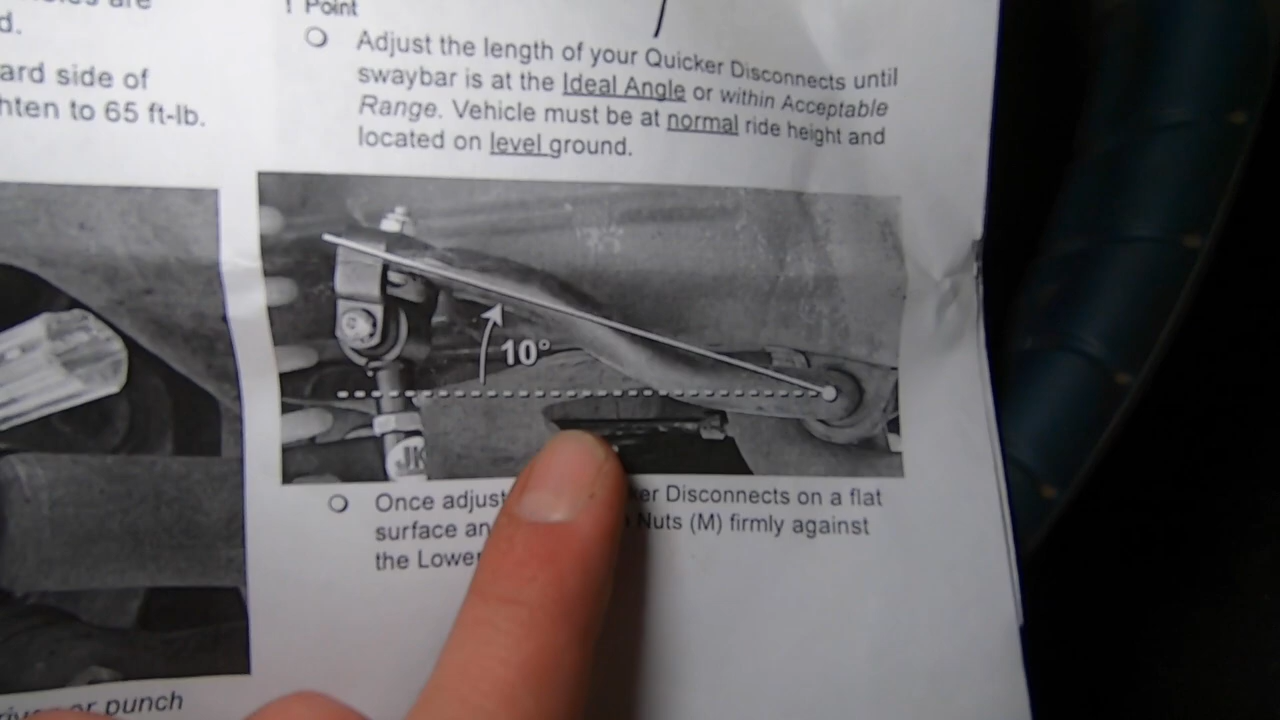 d.
ard side of
hten to 65 ft-lb.
Point
Adjust the length of your Quicker Disconnects until
swaybar is at the Ideal Angle or within Acceptable
Range. Vehicle must be at normal ride height and
located on level ground.
10°
JK
Once adjust er Disconnects on a flat
surface an Nuts (M) firmly against
the Lower
or punch